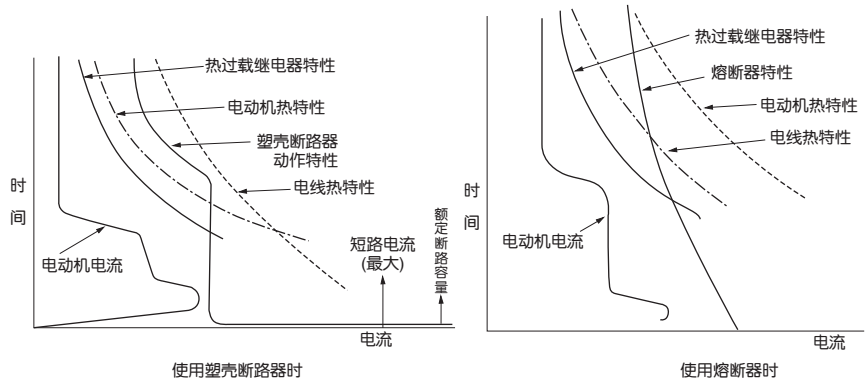 热过载继电器特性
电动机热特性
塑壳断路器
动作特性
电线热特性
时
间
电动机电流
短路电流
(最大)
额定断路容量
电流
使用塑壳断路器时
热过载继电器特性
熔断器特性
电动机热特性
电线热特性
时
间
电动机电流
电流
使用熔断器时